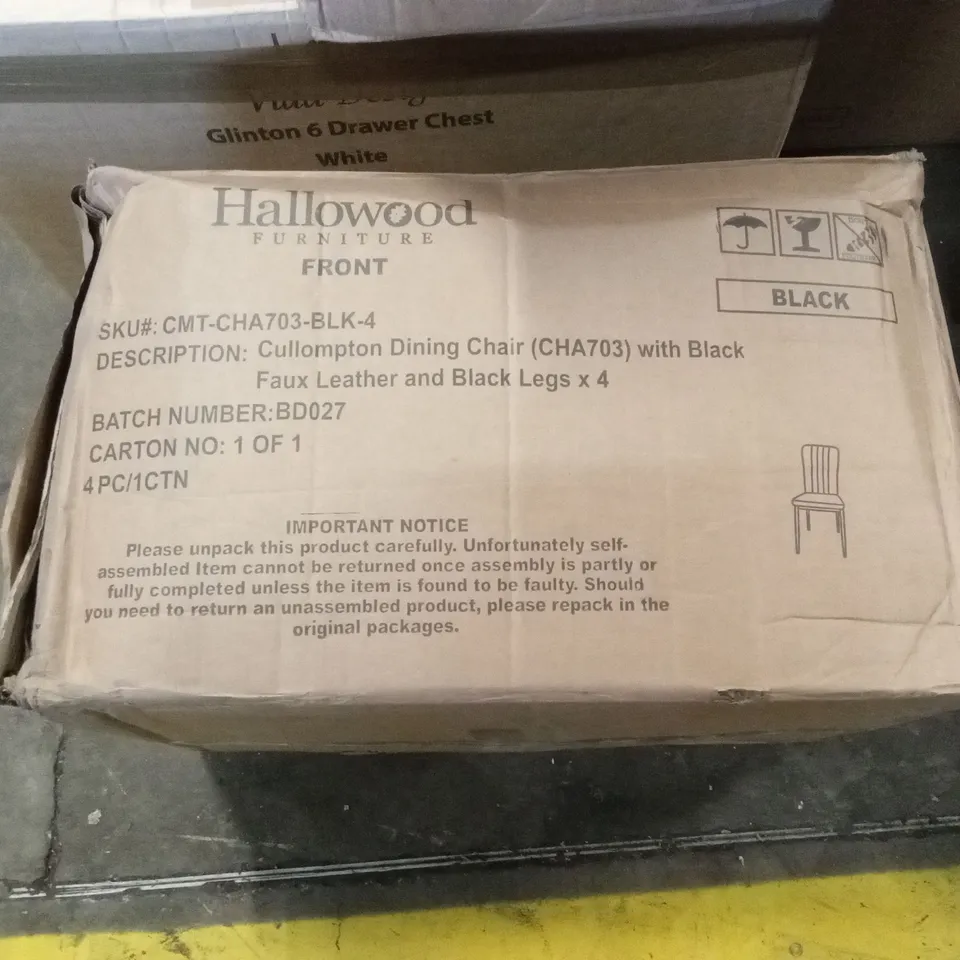 Glinton 6 Drawer Chest
White
Hallowood
FURNITURE
FRONT
BLACK
SKU#: CMT-CHA703-BLK-4
DESCRIPTION: Cullompton Dining Chair (CHA703) with Black
Faux Leather and Black Legs x 4
BATCH NUMBER:BD027
CARTON NO: 1 OF 1
4PC/1CTN
IMPORTANT NOTICE
Please unpack this product carefully. Unfortunately self-
assembled Item cannot be returned once assembly is partly or
fully completed unless the item is found to be faulty. Should
you need to return an unassembled product, please repack in the
original packages.